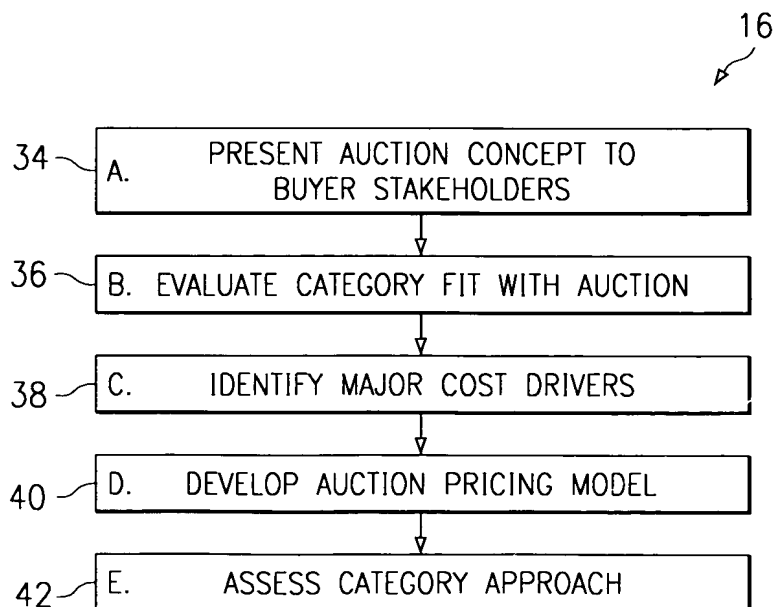 16
34 A. PRESENT AUCTION CONCEPT TO
BUYER STAKEHOLDERS
36 B. EVALUATE CATEGORY FIT WITH AUCTION
38 C. IDENTIFY MAJOR COST DRIVERS
40 D. DEVELOP AUCTION PRICING MODEL
42 E. ASSESS CATEGORY APPROACH